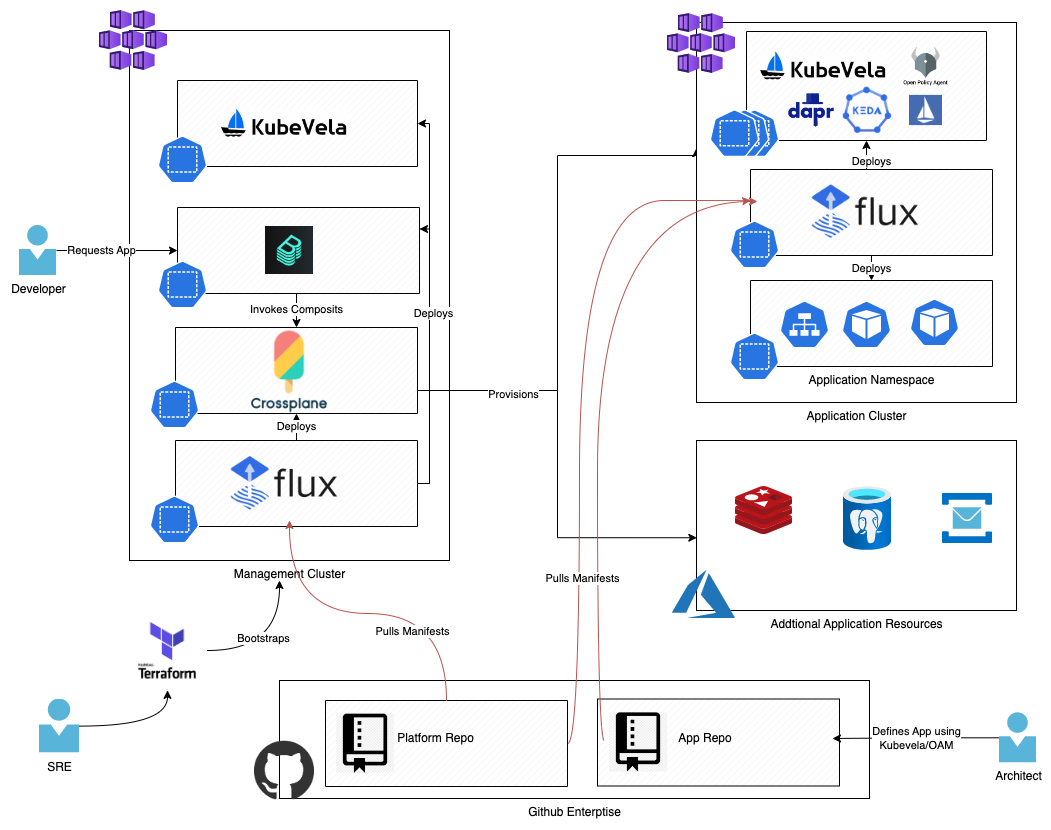 KubeVela
Requests App
Developer
Invokes Composits
Deploys
Crossplane
Deploys
flux
Management Cluster
Provisions
KubeVela
Open Policy Agent
dapr
KEDA
Deploys
flux
Deploys
Application Namespace
Application Cluster
Addtional Application Resources
Pulls Manifests
Pulls Manifests
Bootstraps
Terraform
SRE
Platform Repo
App Repo
Defines App using
Kubevela/OAM
Architect
Github Enterptise